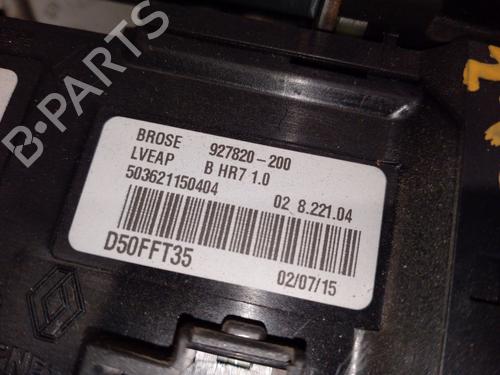 B-PARTS
BROSE 927820-200
LVEAP B HR7 1.0
503621150404 02 8.221.04
D50FFT35 02/07/15